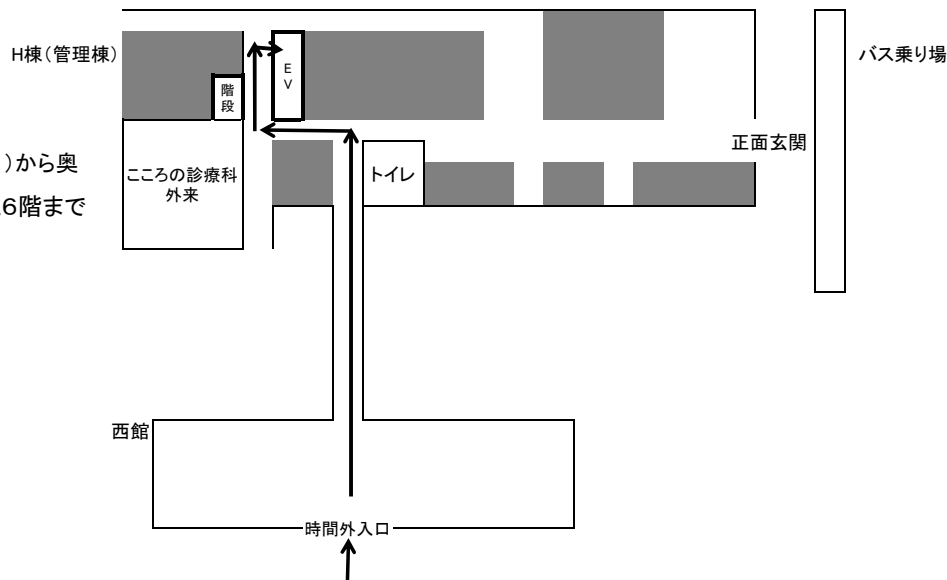 H棟(管理棟)
E
V
バス乗り場
階
段
正面玄関
)から奥
こころの診療科
外来
トイレ
6階まで
西館
時間外入口